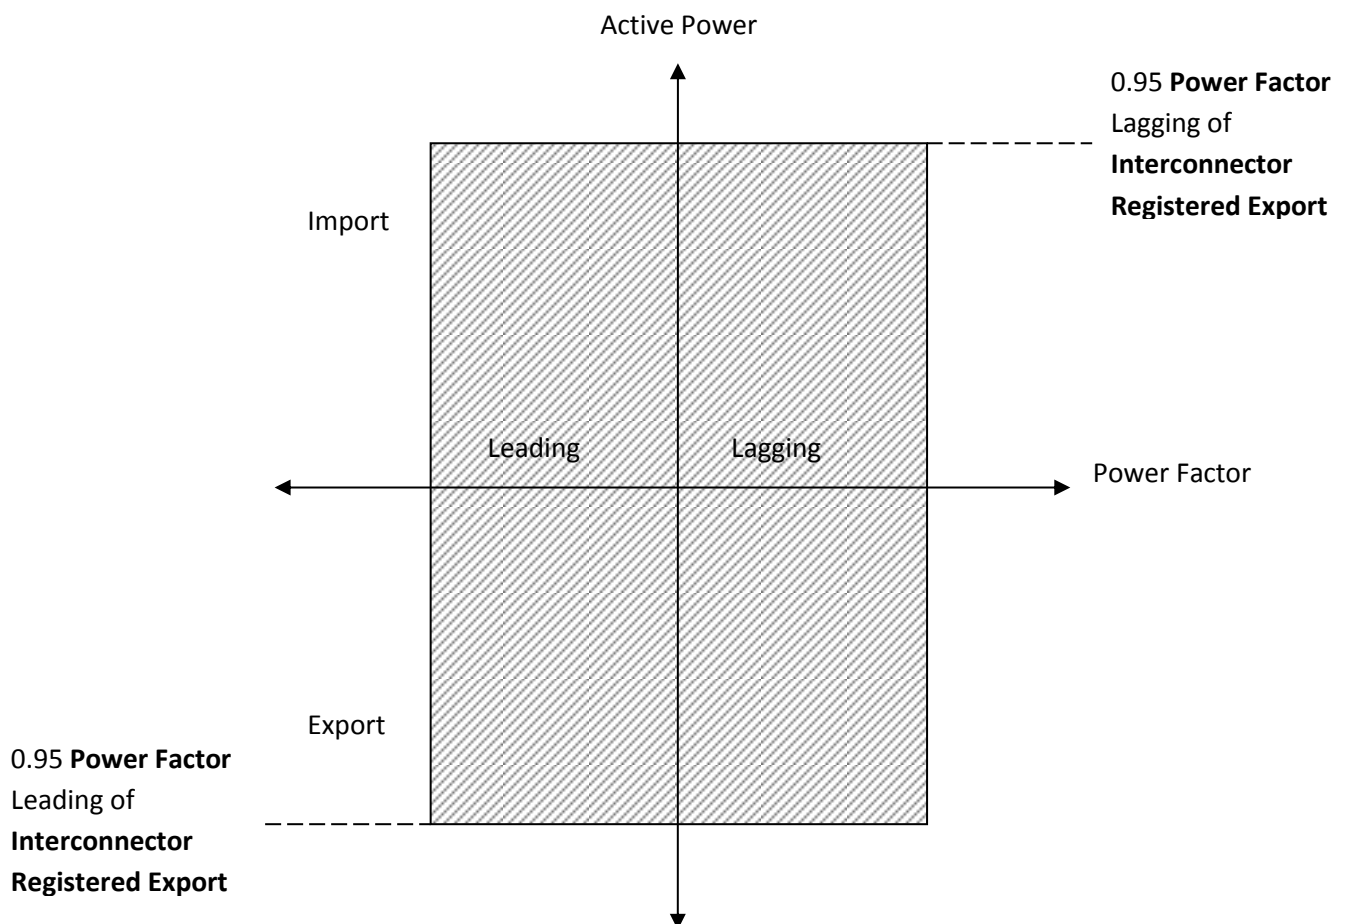 Active Power
0.95 Power Factor
Lagging of
Interconnector
Registered Export
Import
Leading
Lagging
Power Factor
Export
0.95 Power Factor
Leading of
Interconnector
Registered Export